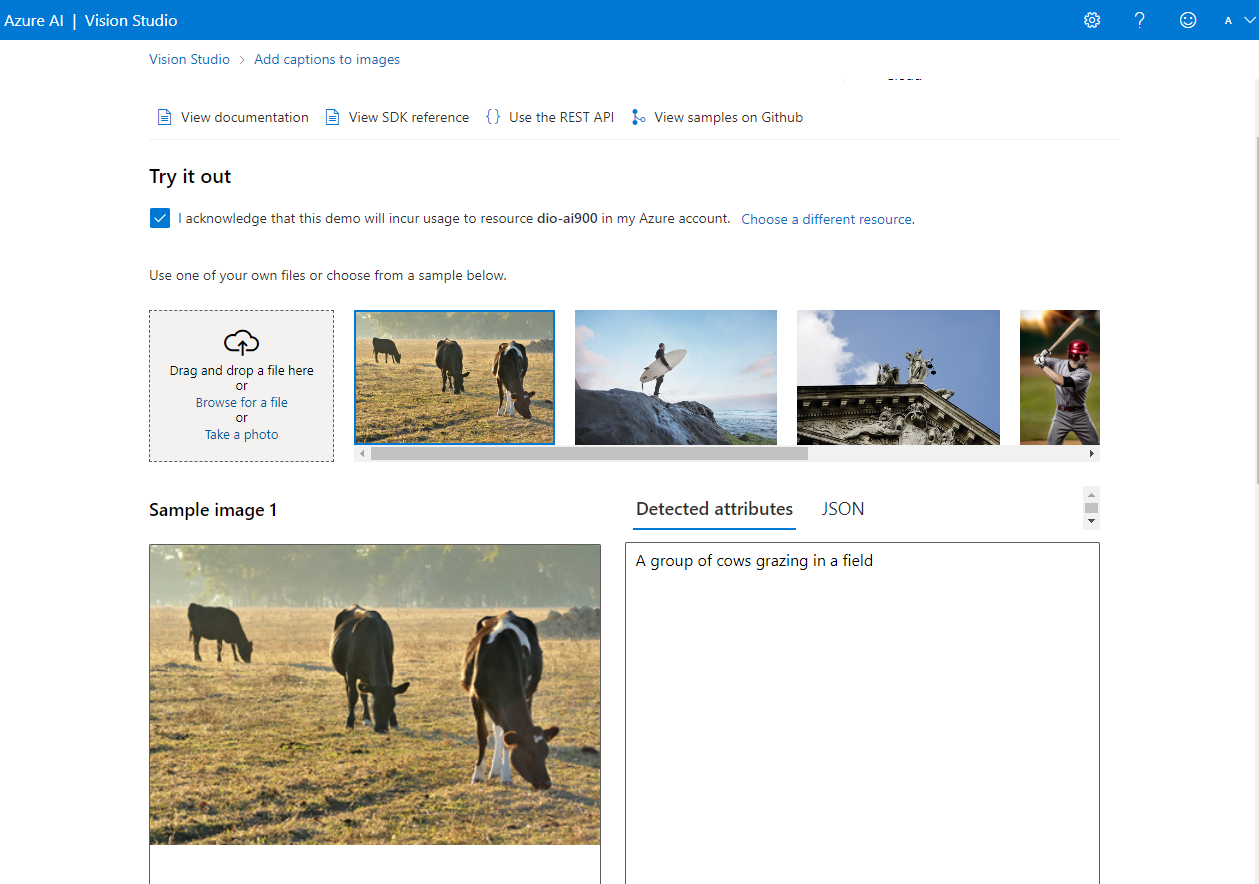 Azure AI | Vision Studio
A
Vision Studio > Add captions to images
View documentation View SDK reference {} Use the REST API View samples on Github
Try it out
I acknowledge that this demo will incur usage to resource dio-ai900 in my Azure account. Choose a different resource.
Use one of your own files or choose from a sample below.
Drag and drop a file here
or
Browse for a file
or
Take a photo
Sample image 1
Detected attributes JSON
A group of cows grazing in a field